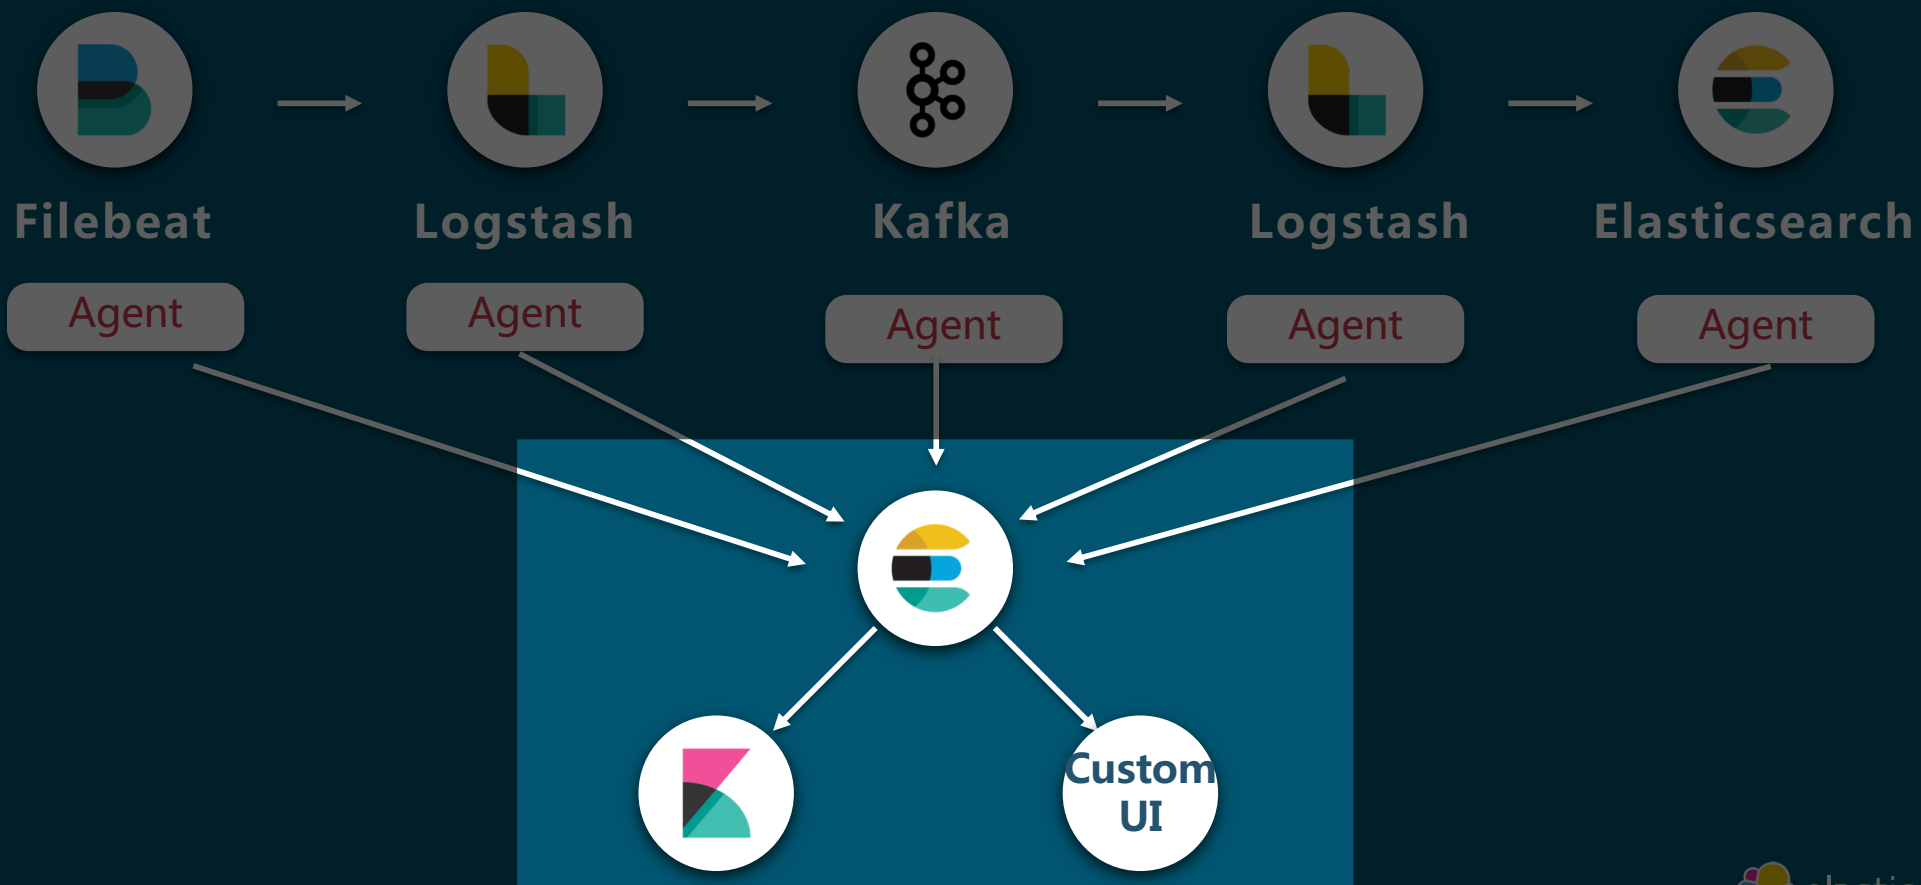 Filebeat
Logstash
Kafka
Logstash
Elasticsearch
Agent
Agent
Agent
Agent
Agent
Custom
UI